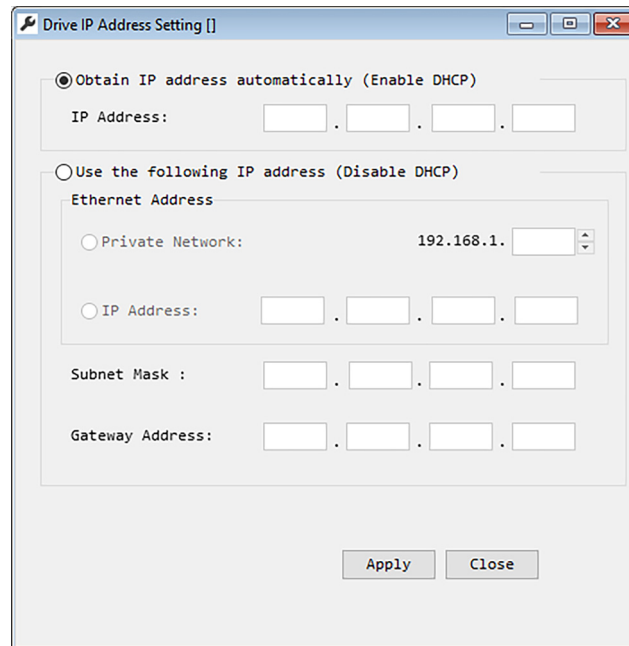 Drive IP Address Setting []
Obtain IP address automatically (Enable DHCP)
IP Address: . . .
Use the following IP address (Disable DHCP)
Ethernet Address
Private Network: 192.168.1.
IP Address: . . .
Subnet Mask : . . .
Gateway Address: . . .
Apply Close